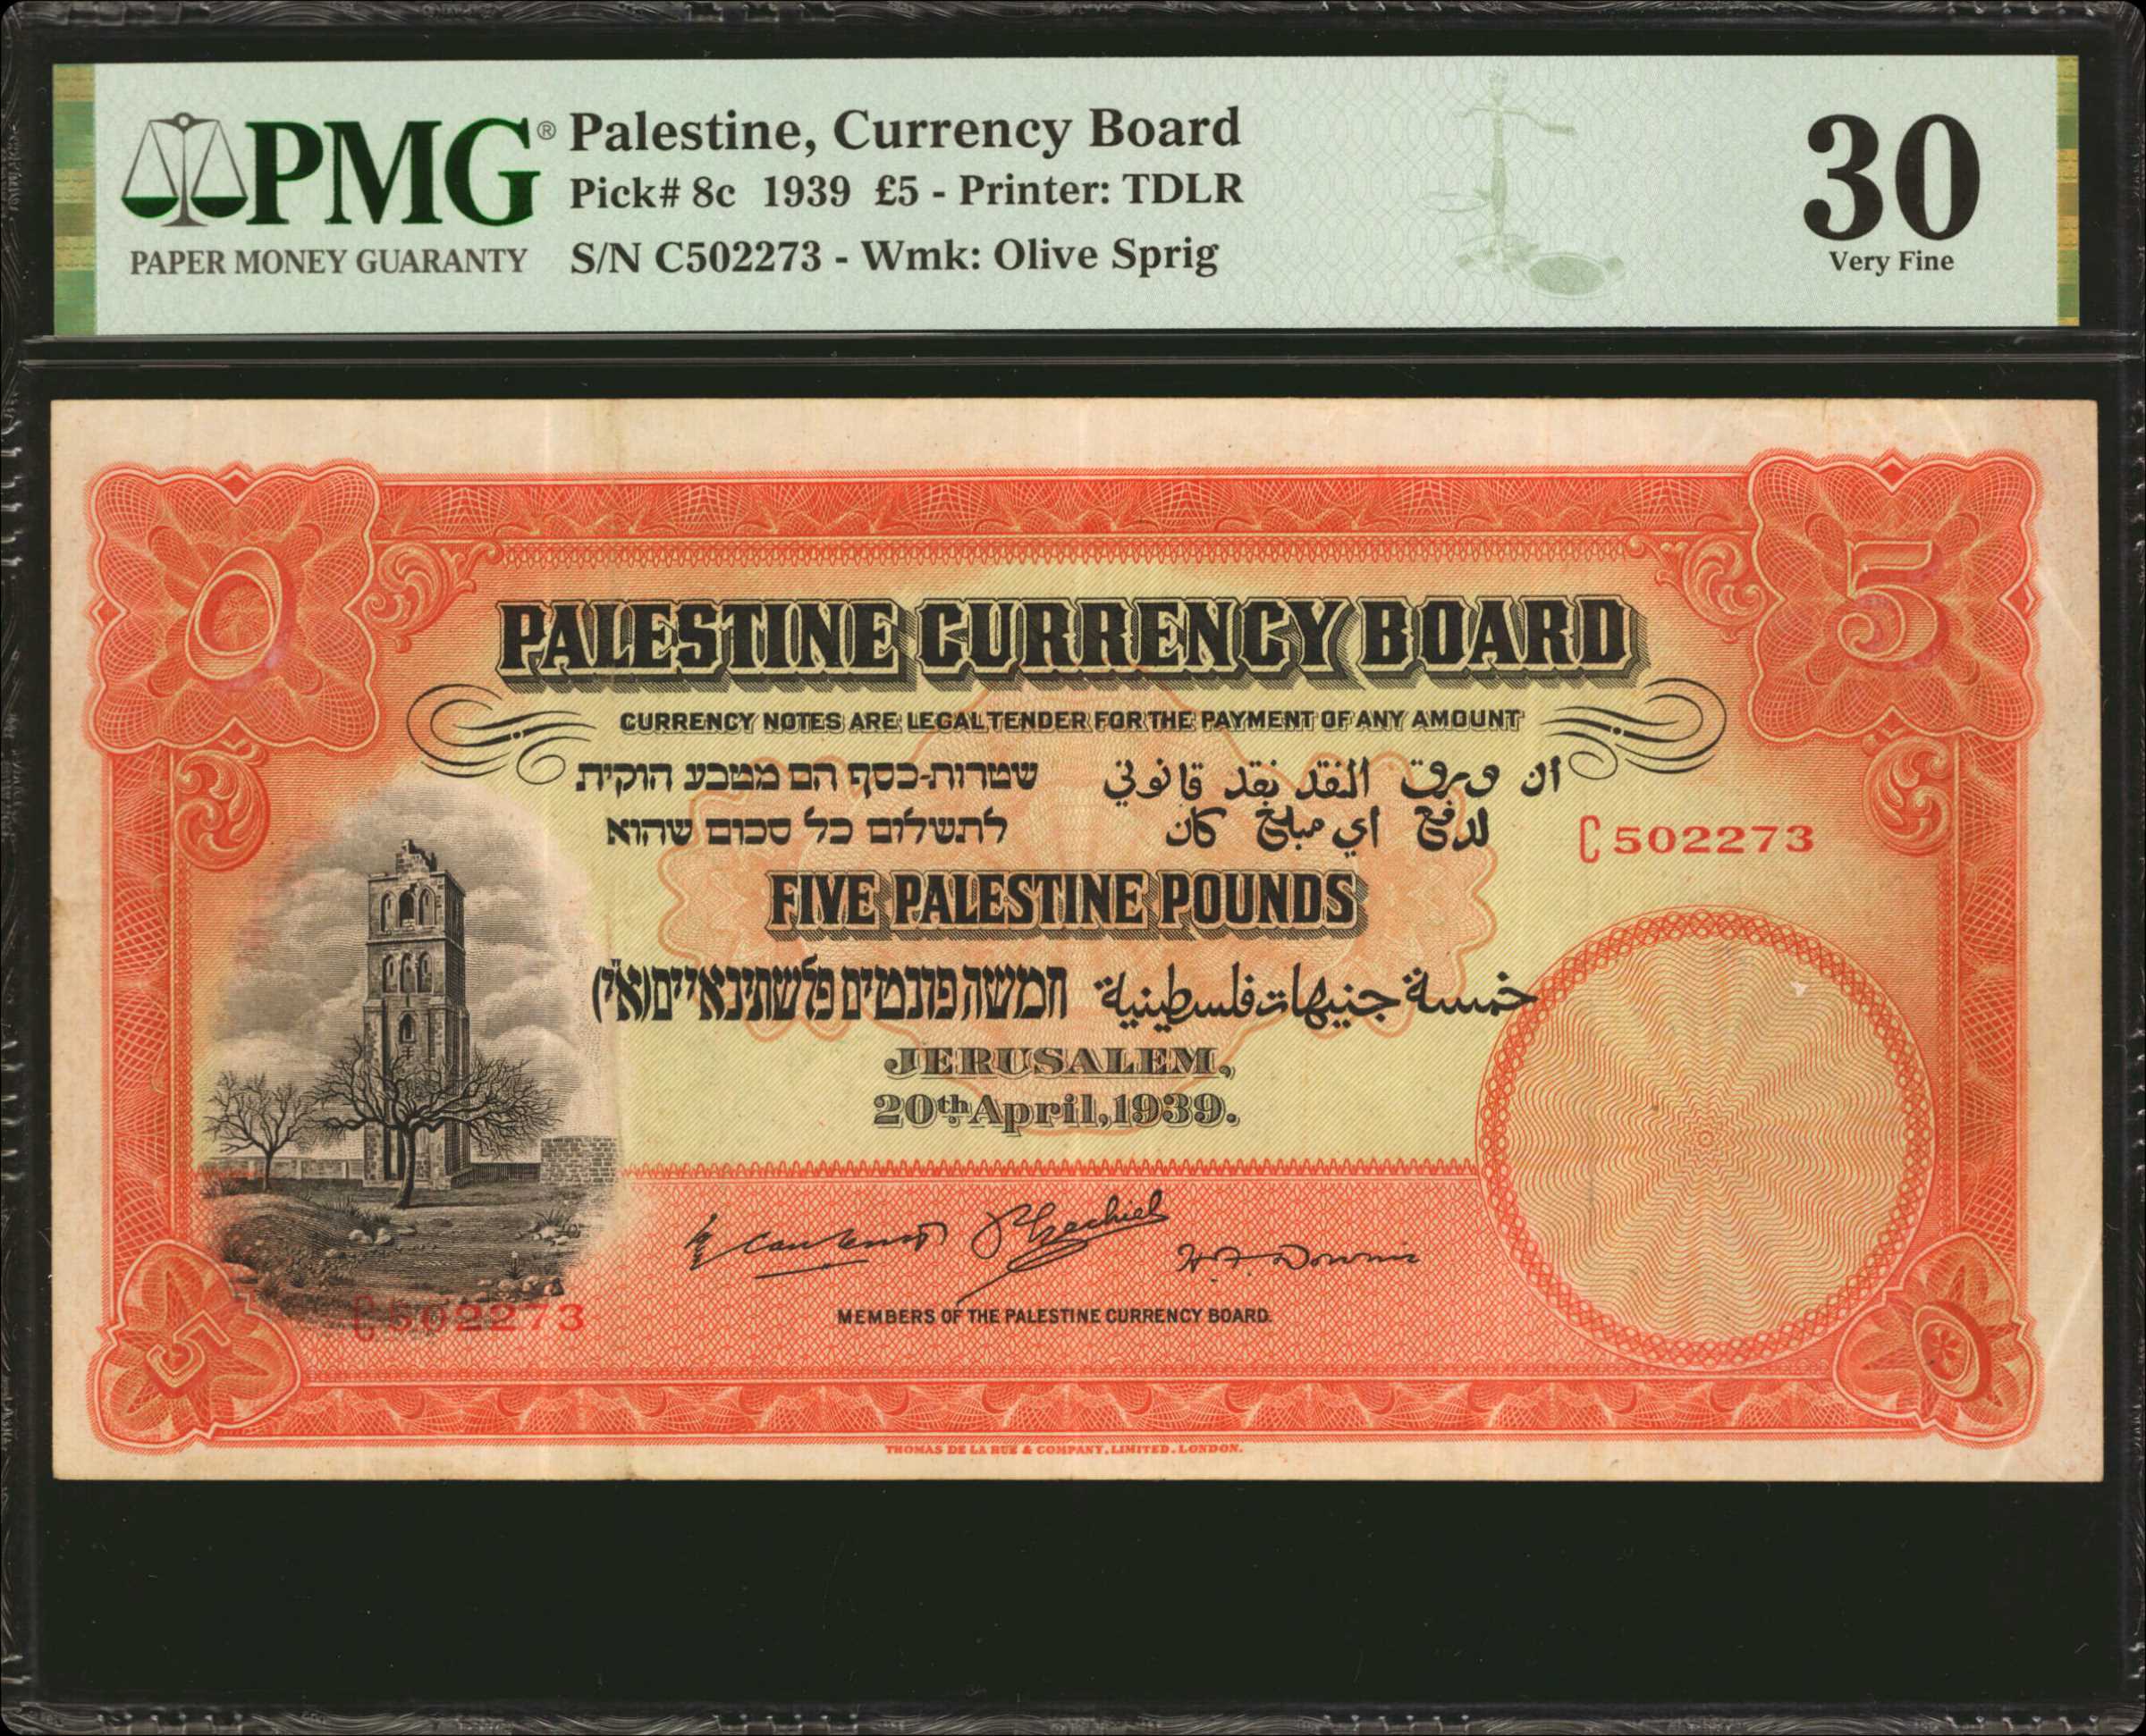 PMG® Palestine, Currency Board
PAPER MONEY GUARANTY
Pick# 8c 1939 £5 - Printer: TDLR
S/N C502273 - Wmk: Olive Sprig
30
Very Fine
٥ 5
PALESTINE CURRENCY BOARD
CURRENCY NOTES ARE LEGAL TENDER FOR THE PAYMENT OF ANY AMOUNT
שטרות-כסף הם מטבע חוקית
לתשלום כל סכום שהוא
ان ورق النقد نقد قانوني
لدفع اي مبلغ كان
C 502273
FIVE PALESTINE POUNDS
חמשה פונטים פלשתינאיים (א״י)
خمسة جنيهات فلسطينية
JERUSALEM,
20th April, 1939.
C 502273
MEMBERS OF THE PALESTINE CURRENCY BOARD.
5 ٥
THOMAS DE LA RUE & COMPANY, LIMITED. LONDON.